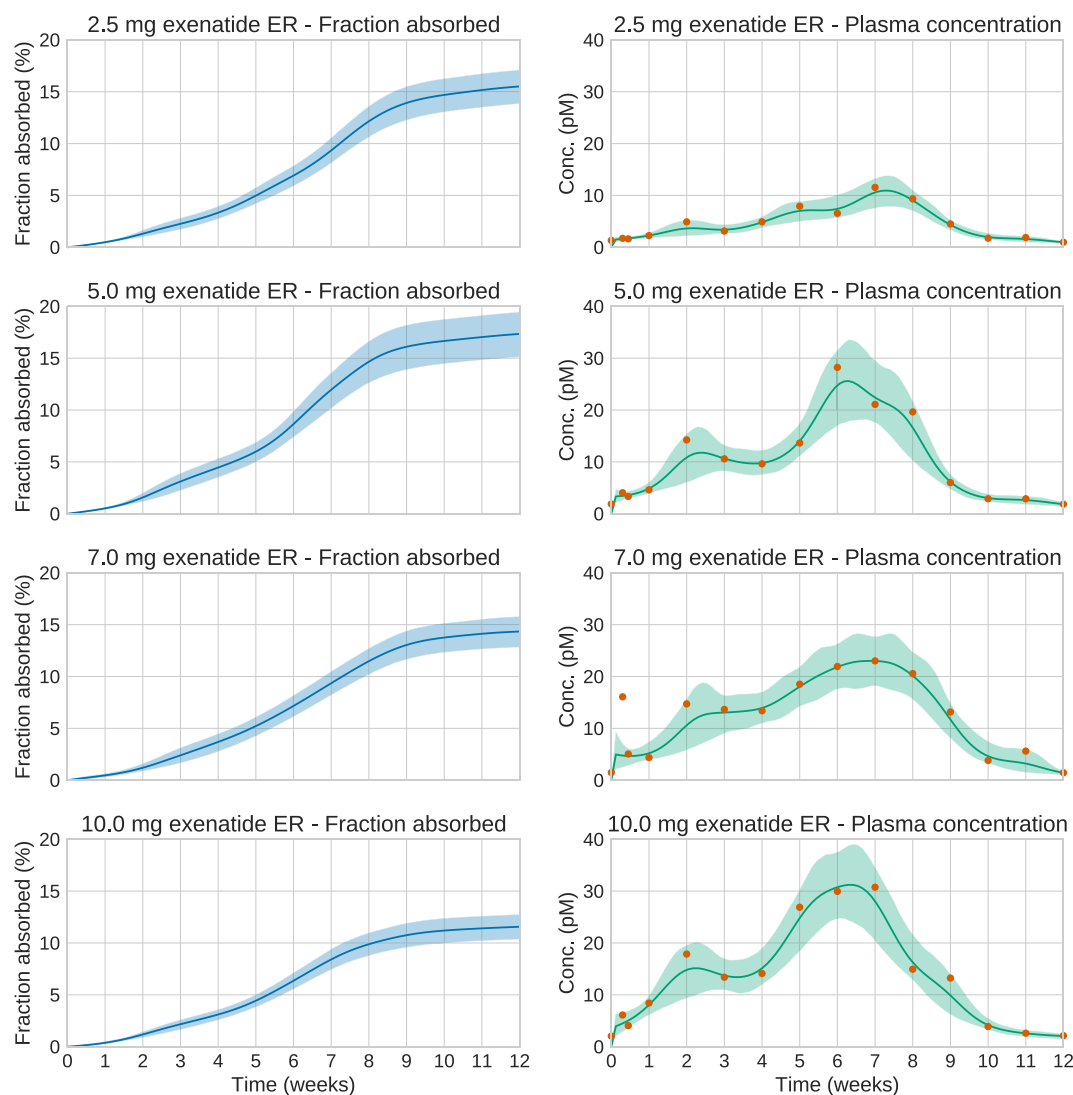 2.5 mg exenatide ER - Fraction absorbed
Fraction absorbed (%)
20
15
10
5
0
2.5 mg exenatide ER - Plasma concentration
Conc. (pM)
40
30
20
10
0
5.0 mg exenatide ER - Fraction absorbed
Fraction absorbed (%)
20
15
10
5
0
5.0 mg exenatide ER - Plasma concentration
Conc. (pM)
40
30
20
10
0
7.0 mg exenatide ER - Fraction absorbed
Fraction absorbed (%)
20
15
10
5
0
7.0 mg exenatide ER - Plasma concentration
Conc. (pM)
40
30
20
10
0
10.0 mg exenatide ER - Fraction absorbed
Fraction absorbed (%)
20
15
10
5
0
0 1 2 3 4 5 6 7 8 9 10 11 12
Time (weeks)
10.0 mg exenatide ER - Plasma concentration
Conc. (pM)
40
30
20
10
0
0 1 2 3 4 5 6 7 8 9 10 11 12
Time (weeks)